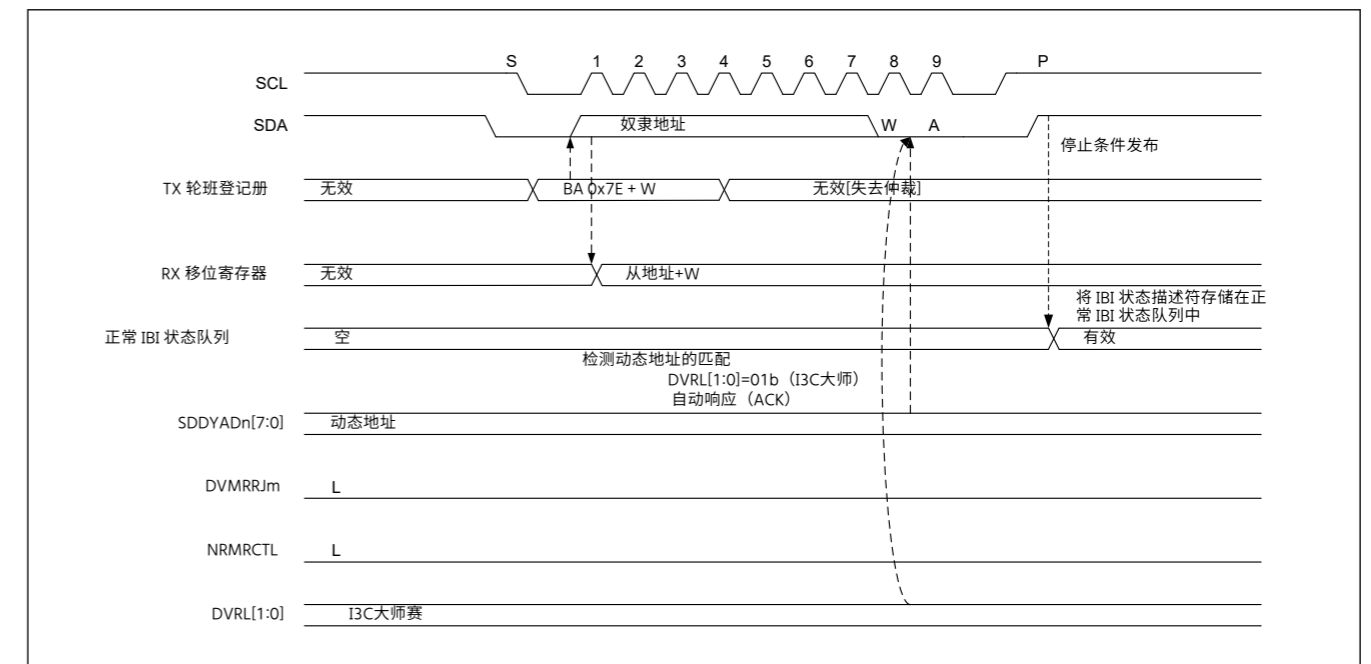 S 1 2 3 4 5 6 7 8 9 P
SCL
SDA 奴隶地址 W A
停止条件发布
TX 轮班登记册 无效 BA 0x7E + W 无效[失去仲裁]
RX 移位寄存器 无效 从地址+W
将 IBI 状态描述符存储在正
常 IBI 状态队列中
正常 IBI 状态队列 空 有效
检测动态地址的匹配
DVRL[1:0]=01b（I3C大师）
自动响应（ACK）
SDDYADn[7:0] 动态地址
DVMRRJm L
NRMRCTL L
DVRL[1:0] I3C大师赛